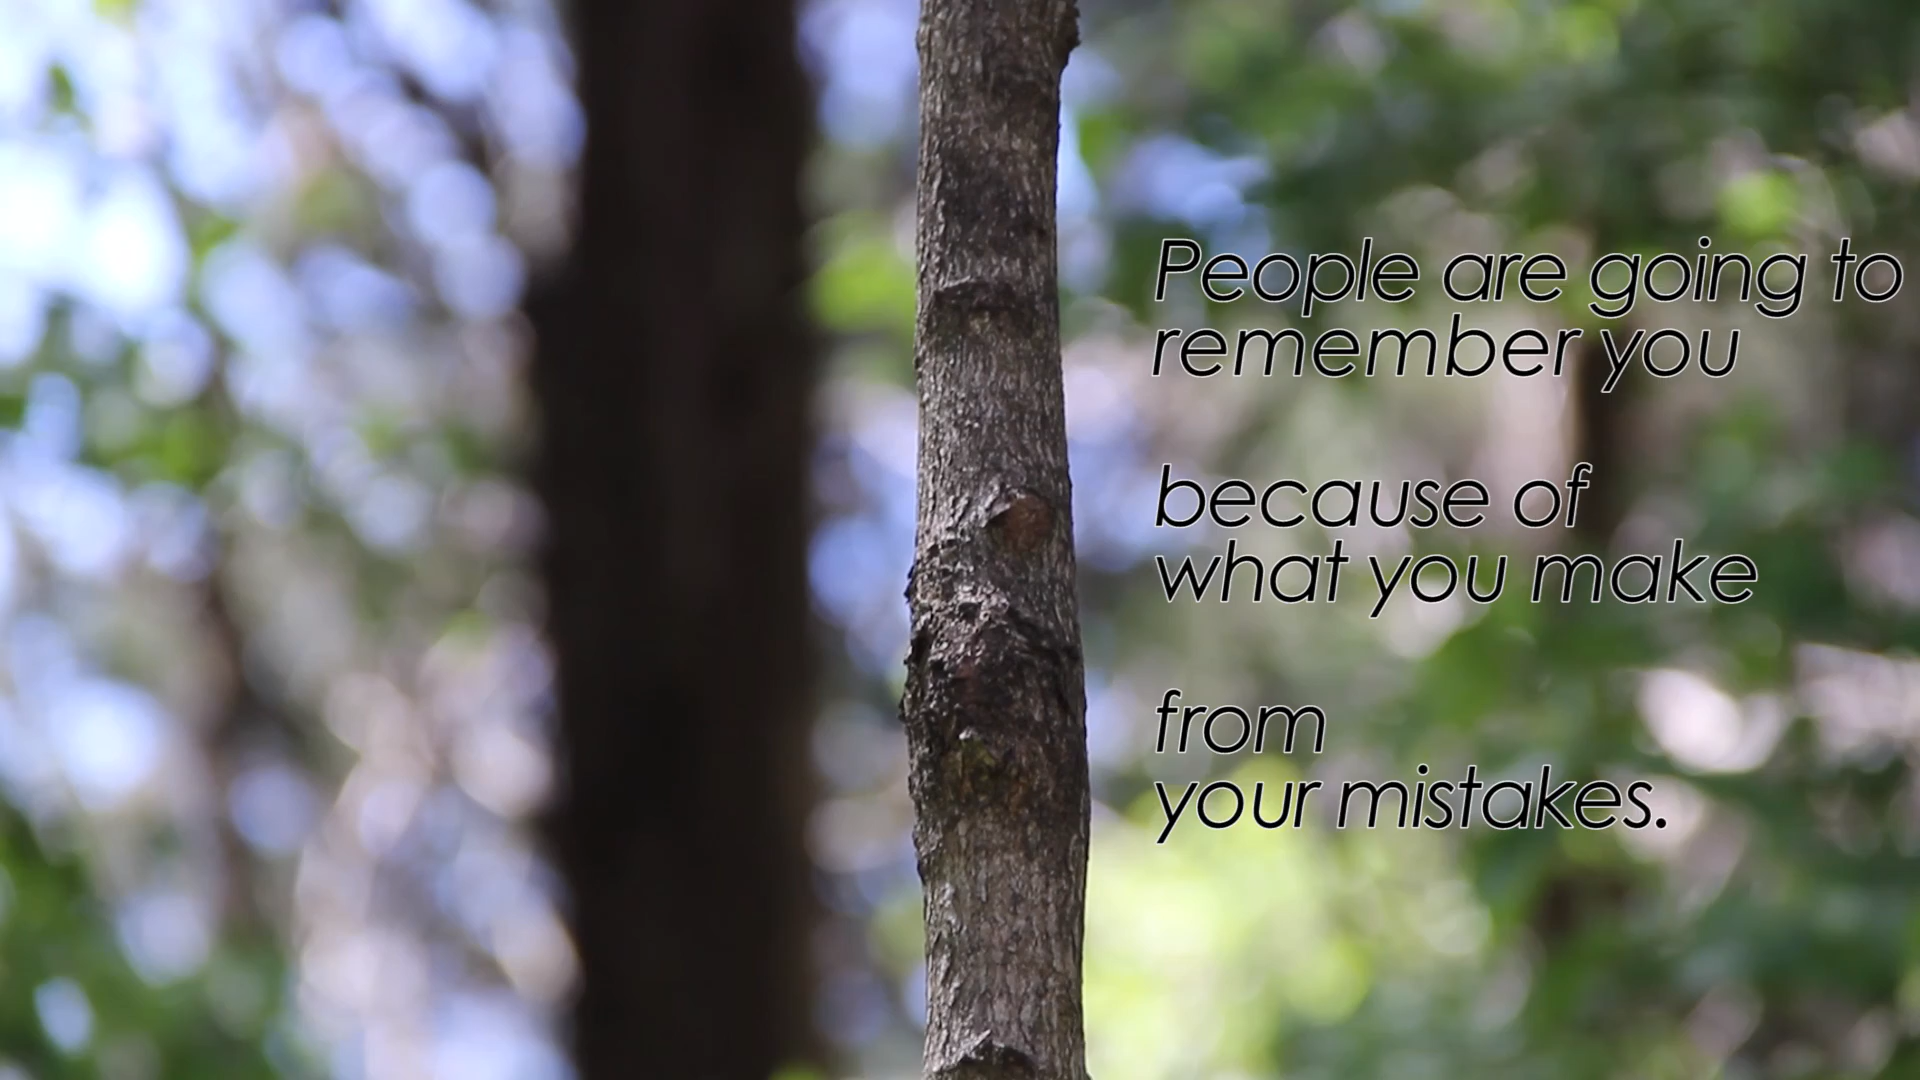 People are going to
remember you
because of
what you make
from
your mistakes.